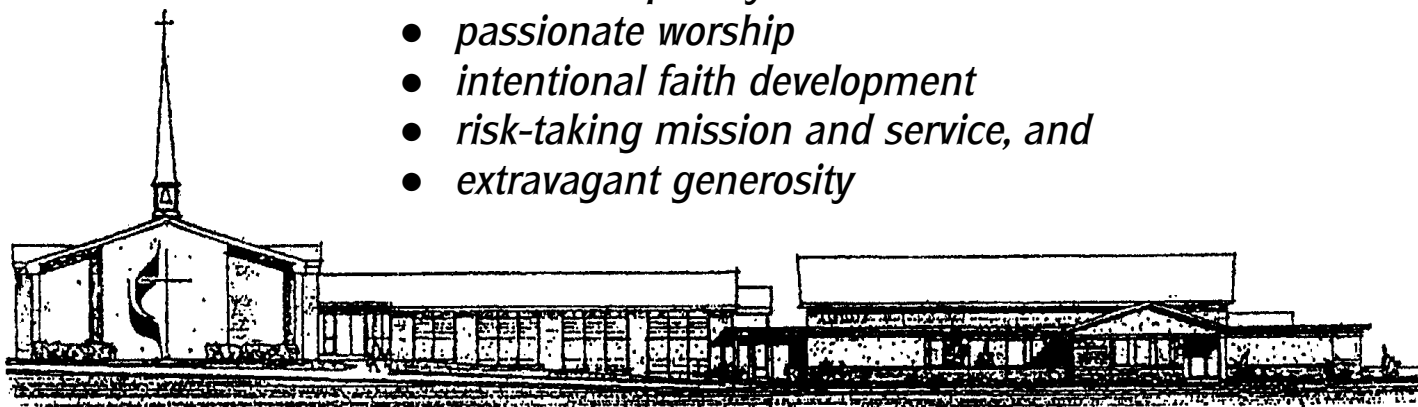 ● passionate worship
● intentional faith development
● risk-taking mission and service, and
● extravagant generosity